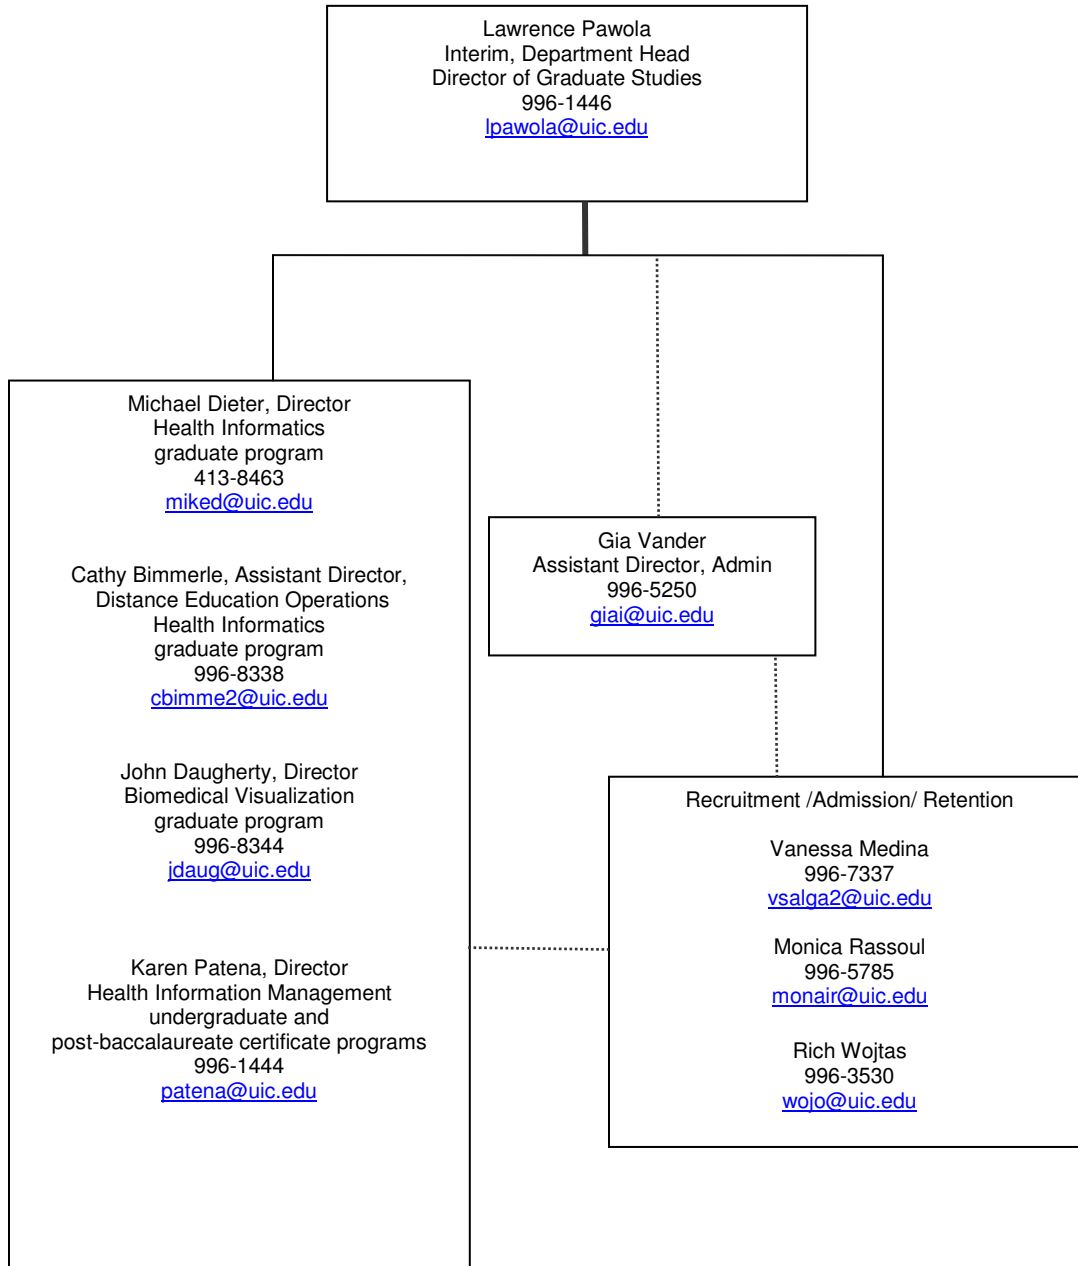 Lawrence Pawola
Interim, Department Head
Director of Graduate Studies
996-1446
lpawola@uic.edu
Michael Dieter, Director
Health Informatics
graduate program
413-8463
miked@uic.edu
Cathy Bimmerle, Assistant Director,
Distance Education Operations
Health Informatics
graduate program
996-8338
cbimme2@uic.edu
John Daugherty, Director
Biomedical Visualization
graduate program
996-8344
jdaug@uic.edu
Karen Patena, Director
Health Information Management
undergraduate and
post-baccalaureate certificate programs
996-1444
patena@uic.edu
Gia Vander
Assistant Director, Admin
996-5250
giai@uic.edu
Recruitment /Admission/ Retention
Vanessa Medina
996-7337
vsalga2@uic.edu
Monica Rassoul
996-5785
monair@uic.edu
Rich Wojtas
996-3530
wojo@uic.edu